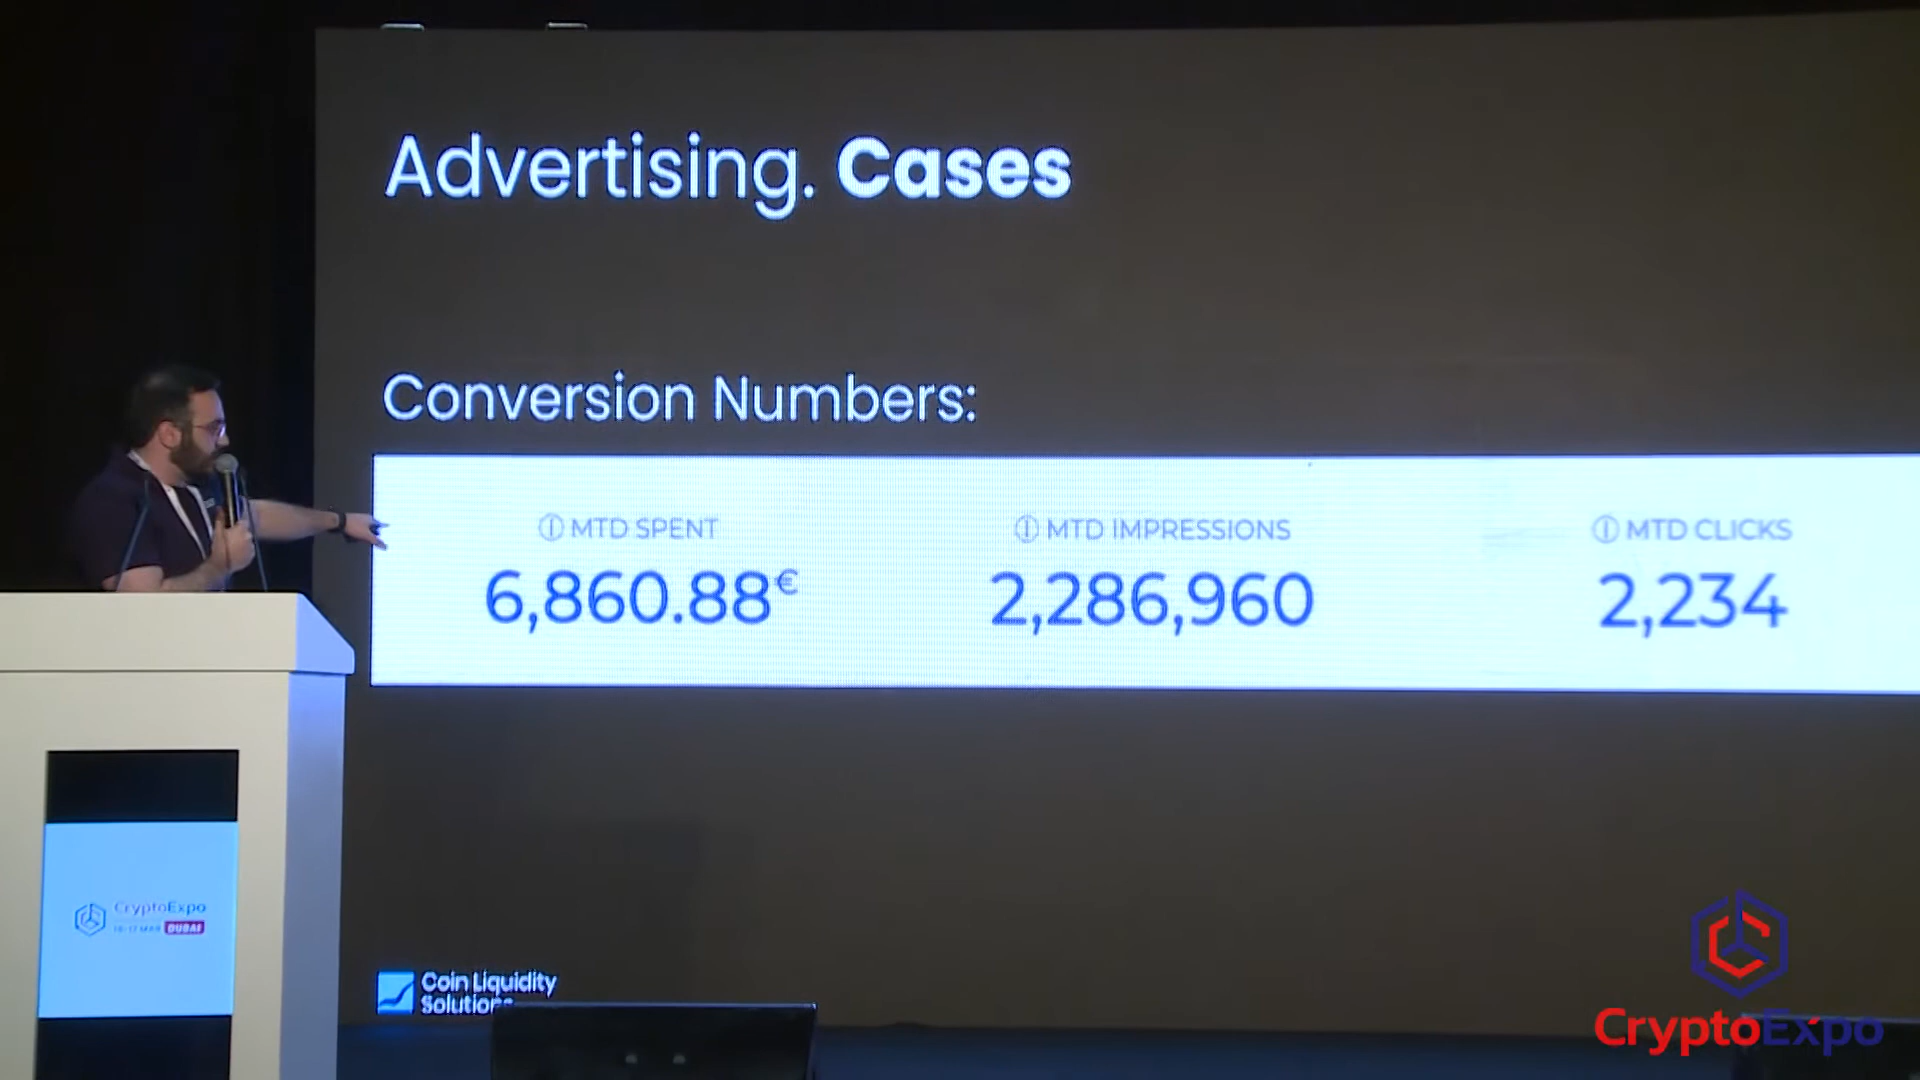 Advertising. Cases
Conversion Numbers:
MTD SPENT
6,860.88€
MTD IMPRESSIONS
2,286,960
MTD CLICKS
2,234
CryptoExpo
DUBAI
Coin Liquidity
Solutions
CryptoExpo